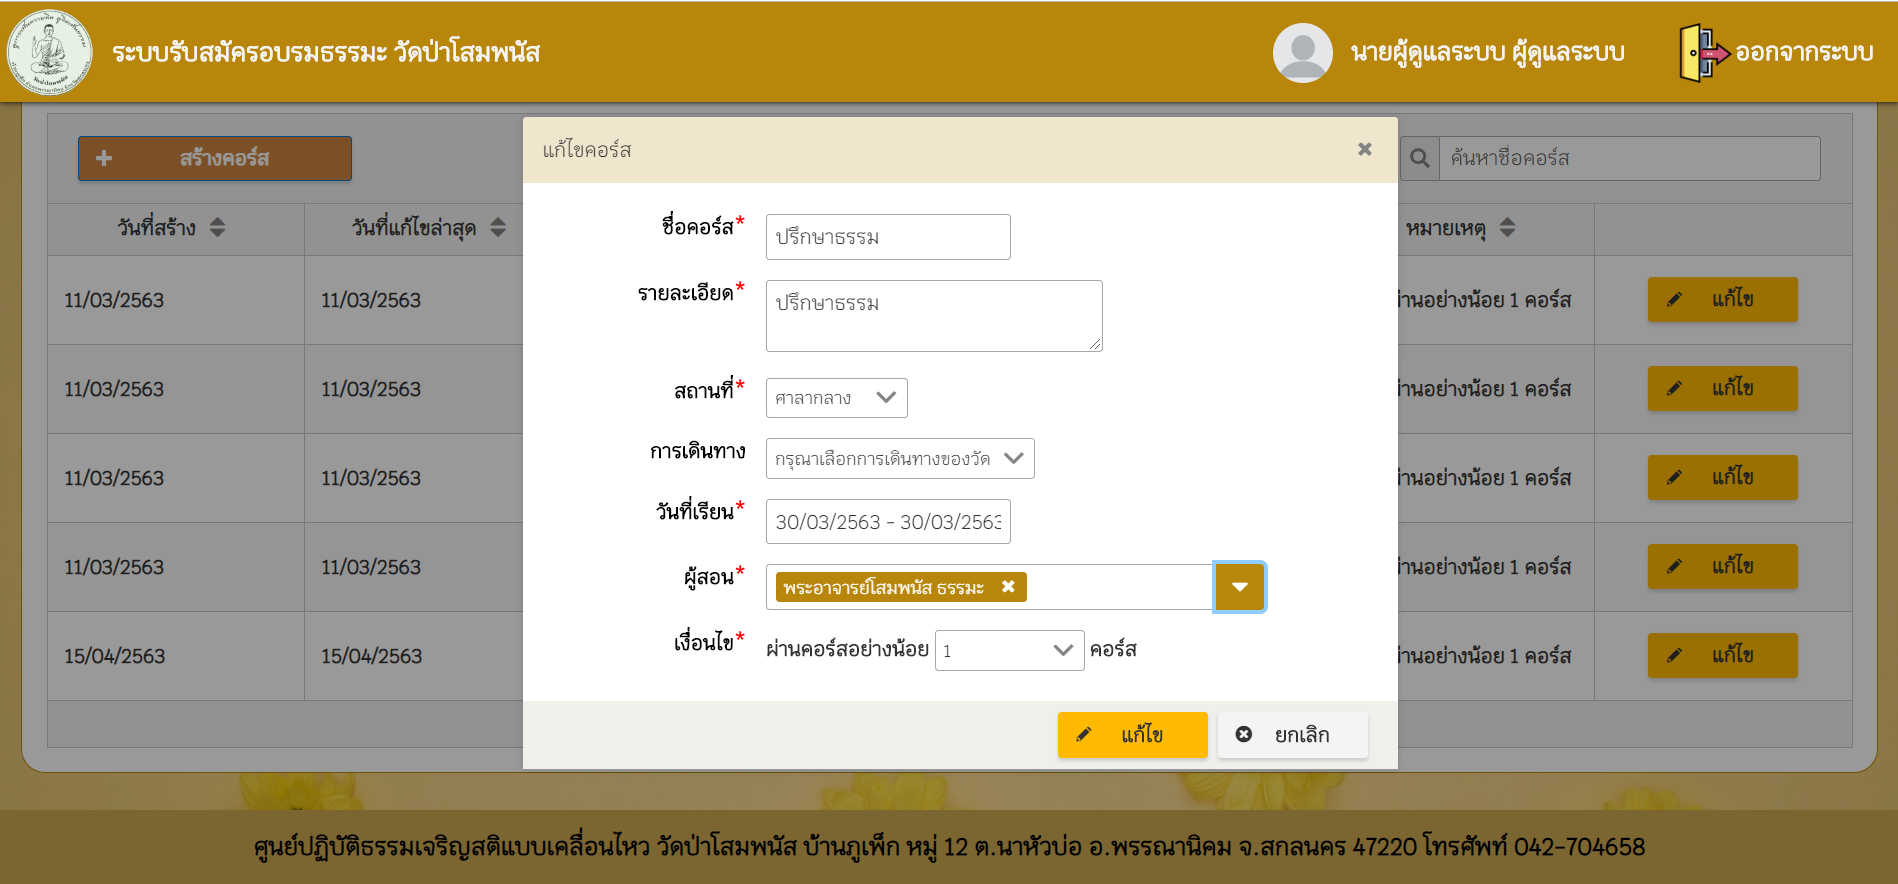 ระบบรับสมัครอบรมธรรมะ วัดป่าโสมพนัส
นายผู้ดูแลระบบ ผู้ดูแลระบบ
ออกจากระบบ
สร้างคอร์ส
ค้นหาชื่อคอร์ส
วันที่สร้าง วันที่แก้ไขล่าสุด หมายเหตุ
11/03/2563 11/03/2563 อย่างน้อย 1 คอร์ส แก้ไข
11/03/2563 11/03/2563 อย่างน้อย 1 คอร์ส แก้ไข
11/03/2563 11/03/2563 อย่างน้อย 1 คอร์ส แก้ไข
11/03/2563 11/03/2563 อย่างน้อย 1 คอร์ส แก้ไข
15/04/2563 15/04/2563 อย่างน้อย 1 คอร์ส แก้ไข
แก้ไขคอร์ส
ชื่อคอร์ส* ปรึกษาธรรม
รายละเอียด* ปรึกษาธรรม
สถานที่* ศาลากลาง
การเดินทาง กรุณาเลือกการเดินทางของวัด
วันที่เรียน* 30/03/2563 - 30/03/2563
ผู้สอน* พระอาจารย์โสมพนัส ธรรมะ
เงื่อนไข* ผ่านคอร์สอย่างน้อย 1 คอร์ส
แก้ไข ยกเลิก
ศูนย์ปฏิบัติธรรมเจริญสติแบบเคลื่อนไหว วัดป่าโสมพนัส บ้านภูเพ็ก หมู่ 12 ต.นาหัวบ่อ อ.พรรณานิคม จ.สกลนคร 47220 โทรศัพท์ 042-704658